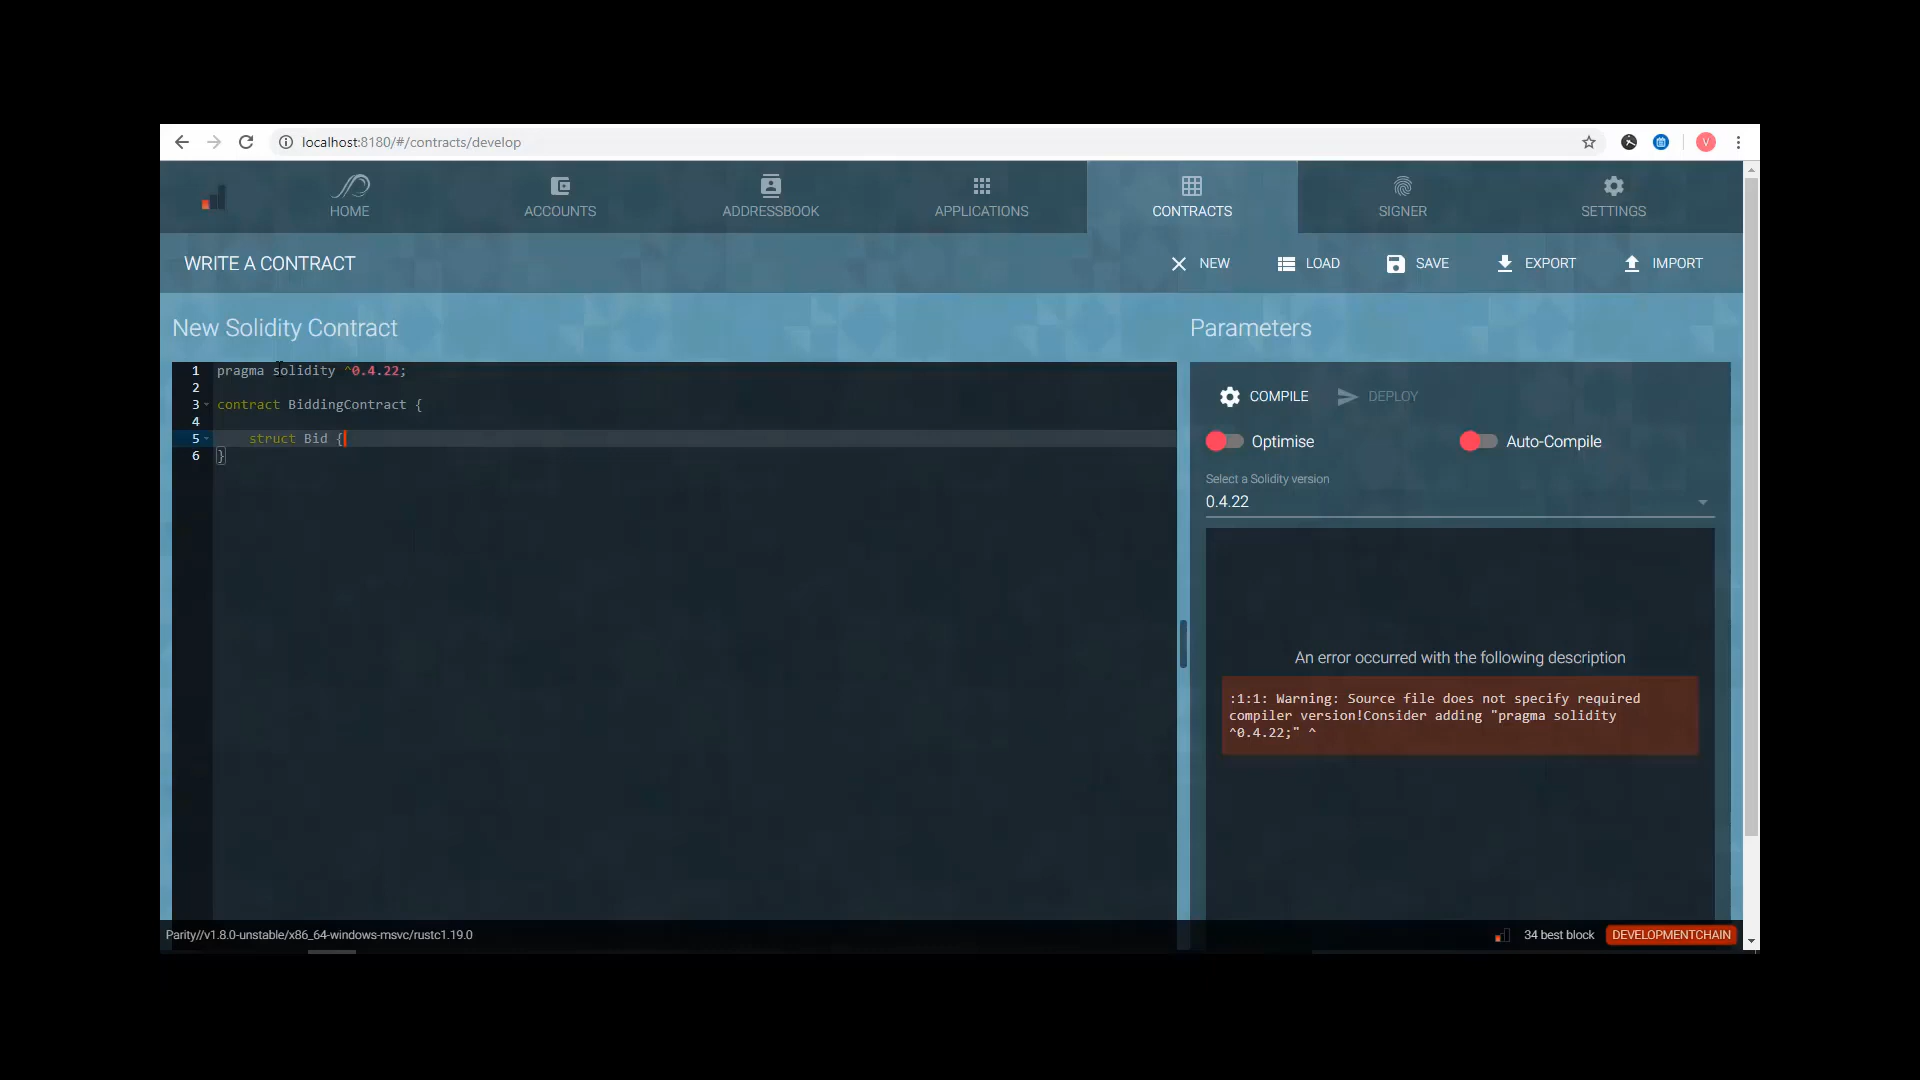 localhost:8180/#/contracts/develop
V
HOME
ACCOUNTS
ADDRESSBOOK
APPLICATIONS
CONTRACTS
SIGNER
SETTINGS
WRITE A CONTRACT
NEW
LOAD
SAVE
EXPORT
IMPORT
New Solidity Contract
Parameters
1 pragma solidity ^0.4.22;
2
3 contract BiddingContract {
4
5 struct Bid {
6 }
COMPILE
DEPLOY
Optimise
Auto-Compile
Select a Solidity version
0.4.22
An error occurred with the following description
:1:1: Warning: Source file does not specify required
compiler version!Consider adding "pragma solidity
^0.4.22;" ^
Parity//v1.8.0-unstable/x86_64-windows-msvc/rustc1.19.0
34 best block
DEVELOPMENTCHAIN